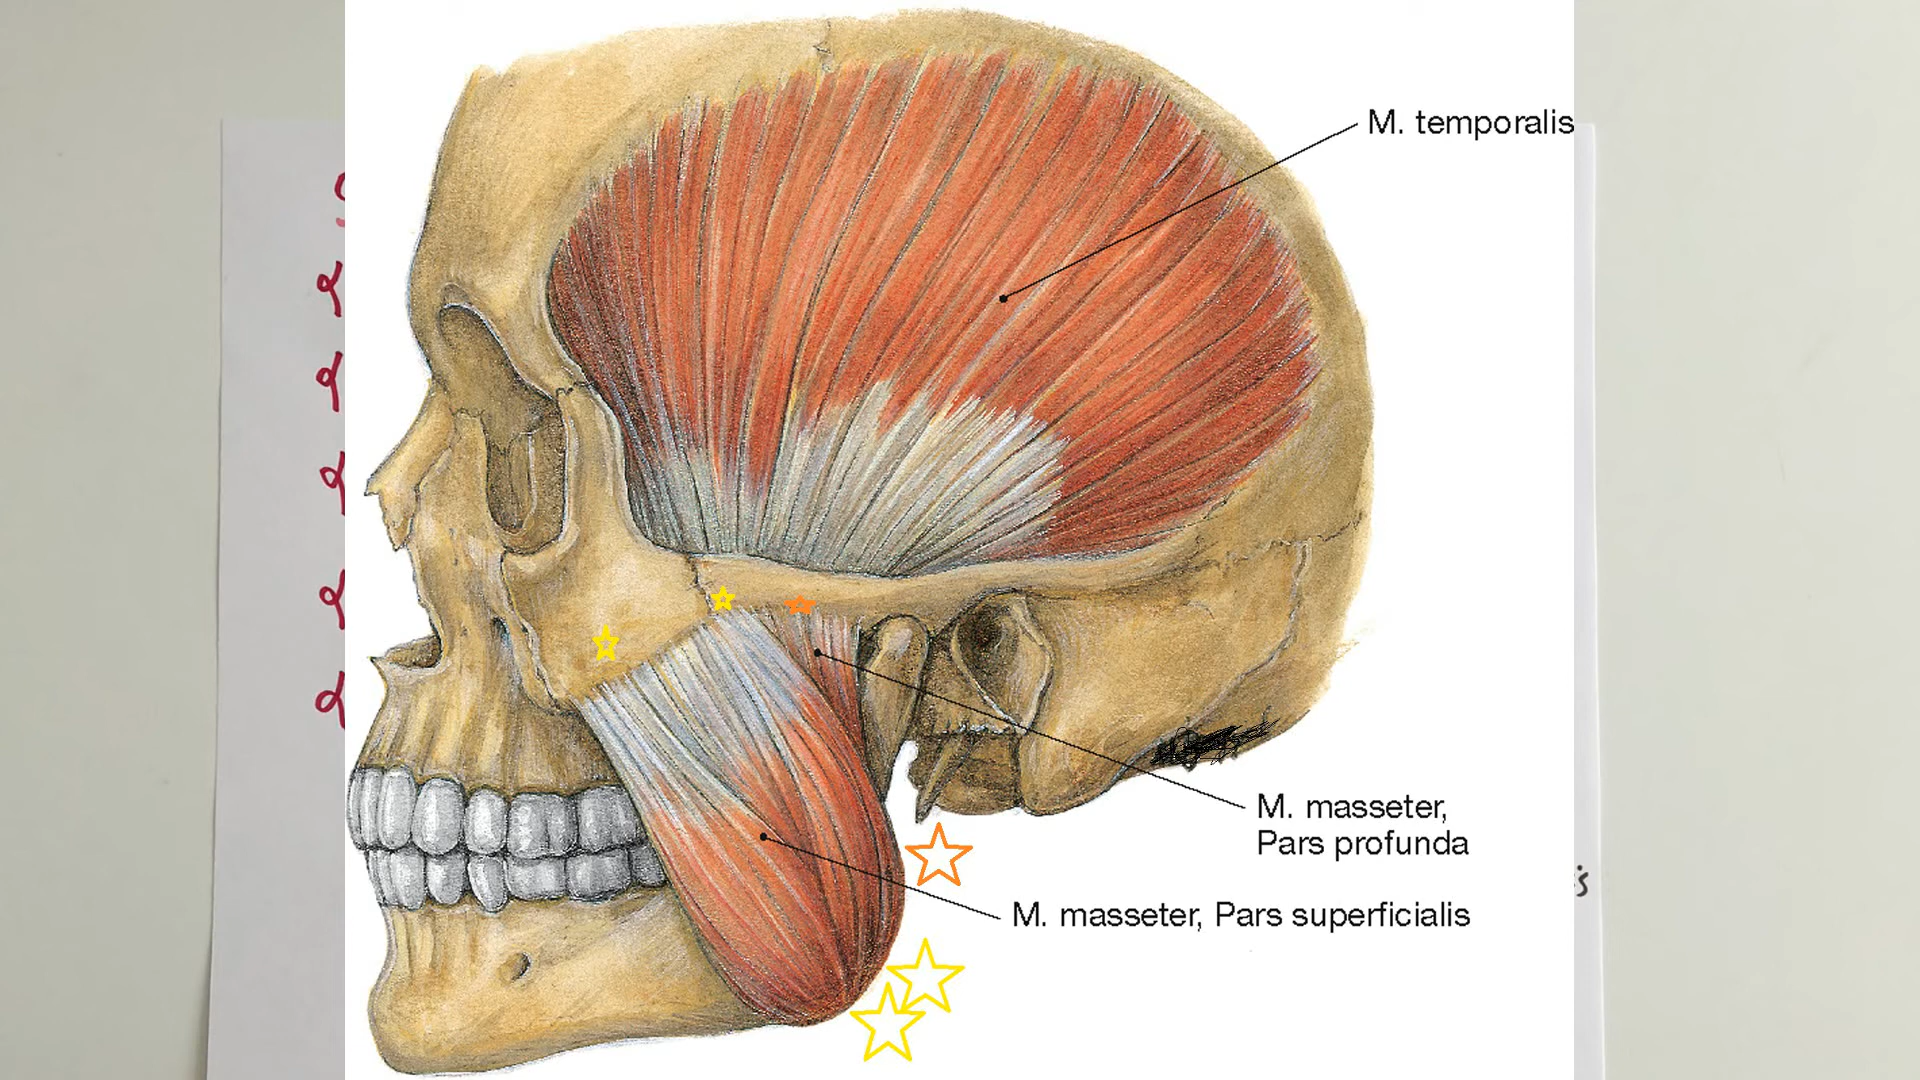 M. temporalis
M. masseter,
Pars profunda
M. masseter, Pars superficialis